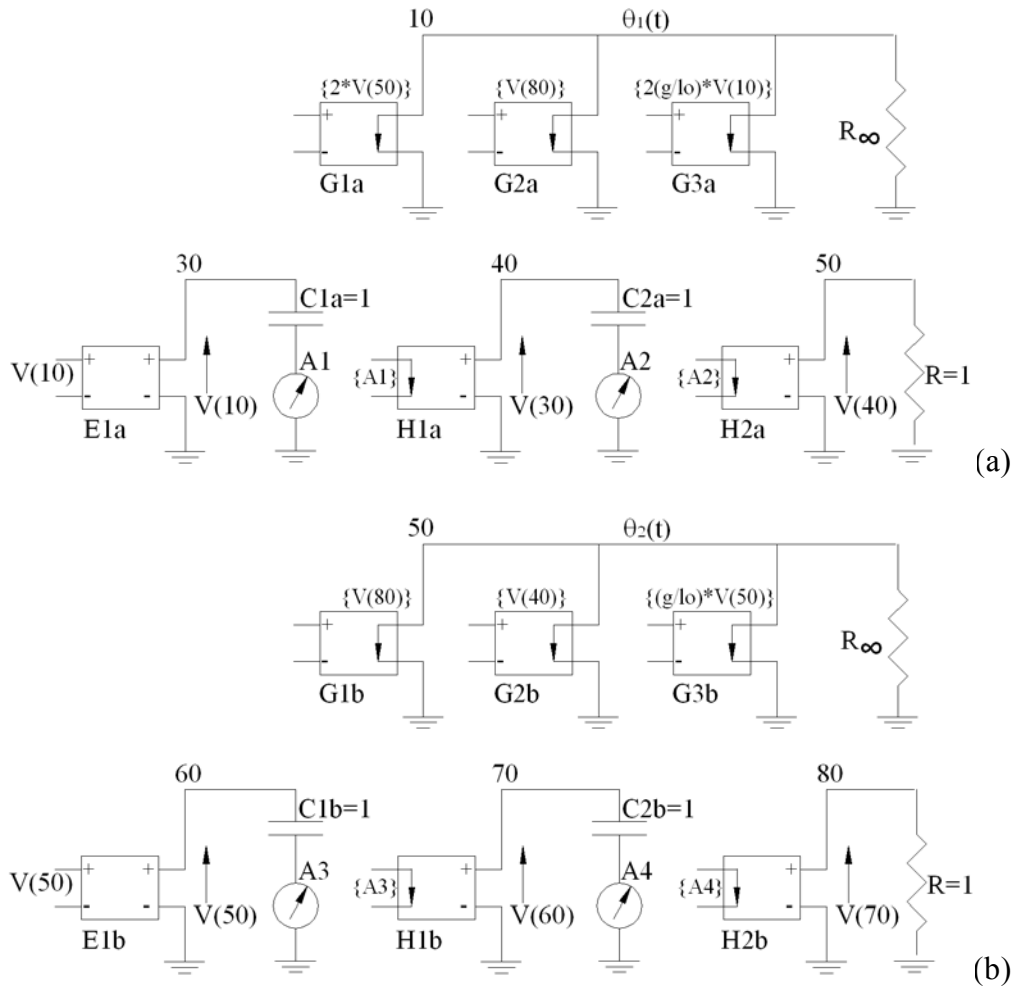 10 θ₁(t)
{2*V(50)} {V(80)} {2(g/lo)*V(10)}
+ + +
R∞
- - -
G1a G2a G3a
30 40 50
C1a=1 C2a=1
A1 A2
V(10) + + {A1} + {A2} + R=1
- - V(10) - V(30) - V(40)
E1a H1a H2a
(a)
50 θ₂(t)
{V(80)} {V(40)} {(g/lo)*V(50)}
+ + +
R∞
- - -
G1b G2b G3b
60 70 80
C1b=1 C2b=1
A3 A4
V(50) + + {A3} + {A4} + R=1
- - V(50) - V(60) - V(70)
E1b H1b H2b
(b)